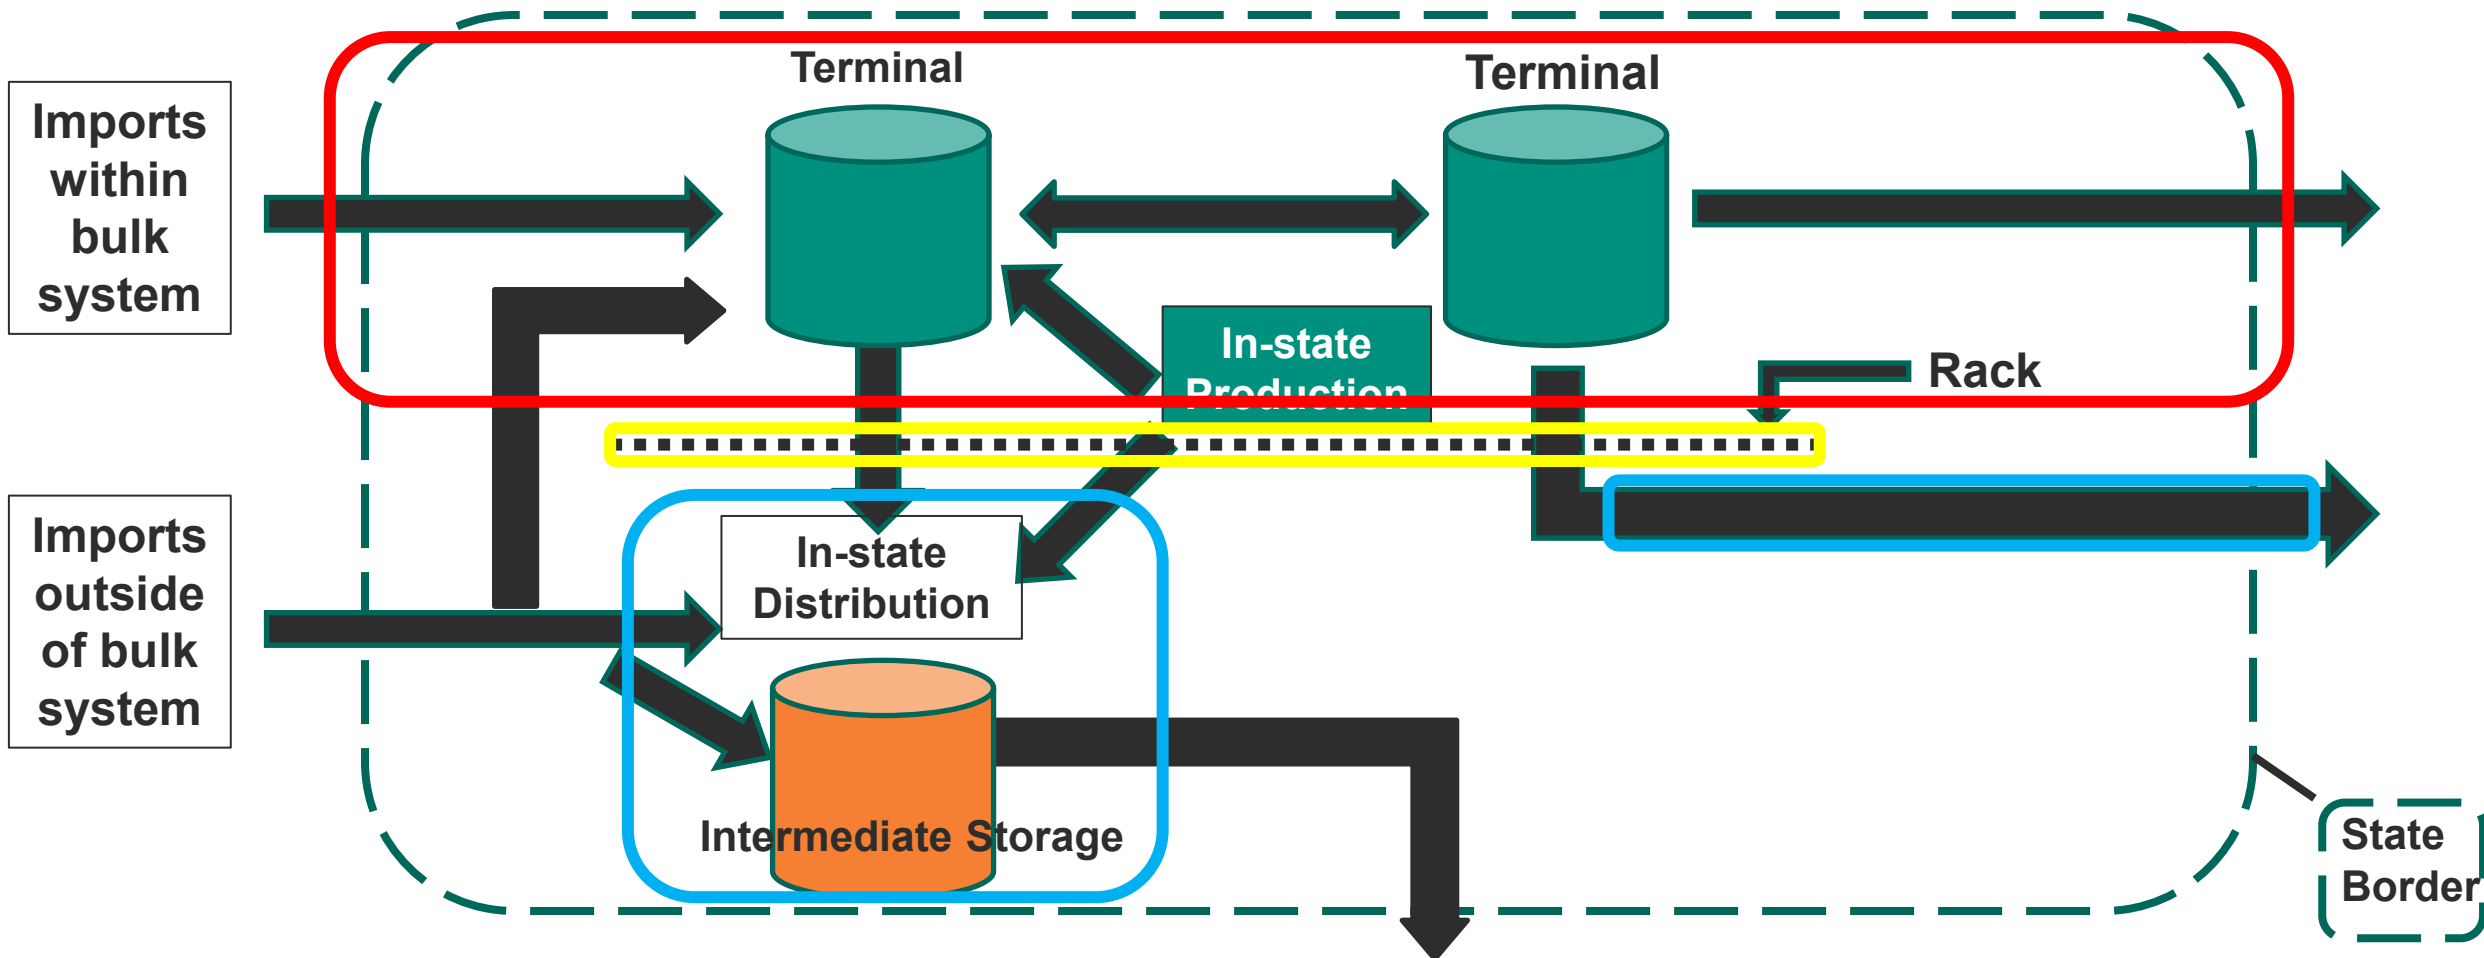 Terminal
Terminal
Imports
within
bulk
system
In-state
Production
Rack
Imports
outside
of bulk
system
In-state
Distribution
Intermediate Storage
State
Border